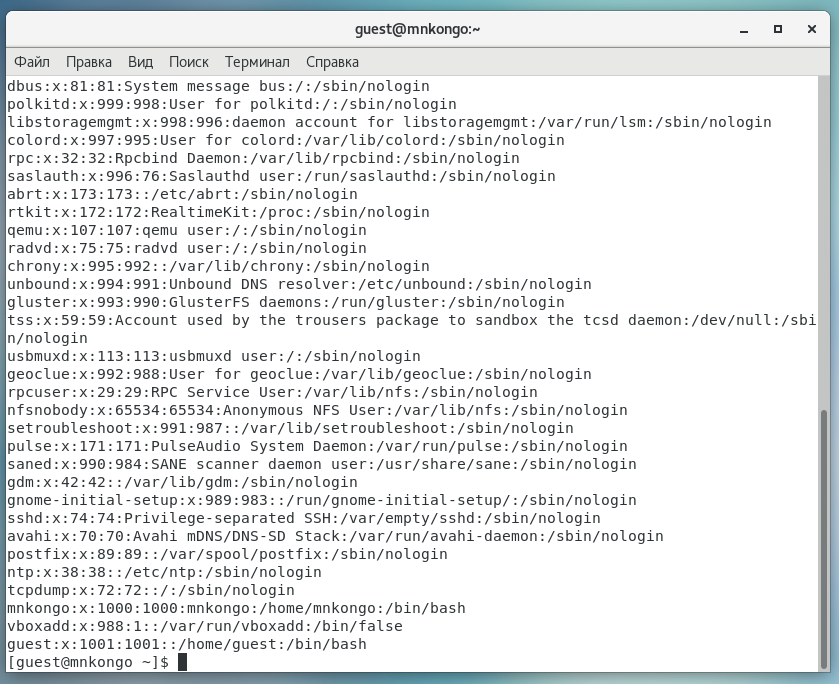 guest@mnkongo:~
Файл Правка Вид Поиск Терминал Справка
dbus:x:81:81:System message bus:/:/sbin/nologin
polkitd:x:999:998:User for polkitd:/:/sbin/nologin
libstoragemgmt:x:998:996:daemon account for libstoragemgmt:/var/run/lsm:/sbin/nologin
colord:x:997:995:User for colord:/var/lib/colord:/sbin/nologin
rpc:x:32:32:Rpcbind Daemon:/var/lib/rpcbind:/sbin/nologin
saslauth:x:996:76:Saslauthd user:/run/saslauthd:/sbin/nologin
abrt:x:173:173::/etc/abrt:/sbin/nologin
rtkit:x:172:172:RealtimeKit:/proc:/sbin/nologin
qemu:x:107:107:qemu user:/:/sbin/nologin
radvd:x:75:75:radvd user:/:/sbin/nologin
chrony:x:995:992::/var/lib/chrony:/sbin/nologin
unbound:x:994:991:Unbound DNS resolver:/etc/unbound:/sbin/nologin
gluster:x:993:990:GlusterFS daemons:/run/gluster:/sbin/nologin
tss:x:59:59:Account used by the trousers package to sandbox the tcsd daemon:/dev/null:/sbi
n/nologin
usbmuxd:x:113:113:usbmuxd user:/:/sbin/nologin
geoclue:x:992:988:User for geoclue:/var/lib/geoclue:/sbin/nologin
rpcuser:x:29:29:RPC Service User:/var/lib/nfs:/sbin/nologin
nfsnobody:x:65534:65534:Anonymous NFS User:/var/lib/nfs:/sbin/nologin
setroubleshoot:x:991:987::/var/lib/setroubleshoot:/sbin/nologin
pulse:x:171:171:PulseAudio System Daemon:/var/run/pulse:/sbin/nologin
saned:x:990:984:SANE scanner daemon user:/usr/share/sane:/sbin/nologin
gdm:x:42:42::/var/lib/gdm:/sbin/nologin
gnome-initial-setup:x:989:983::/run/gnome-initial-setup/:/sbin/nologin
sshd:x:74:74:Privilege-separated SSH:/var/empty/sshd:/sbin/nologin
avahi:x:70:70:Avahi mDNS/DNS-SD Stack:/var/run/avahi-daemon:/sbin/nologin
postfix:x:89:89::/var/spool/postfix:/sbin/nologin
ntp:x:38:38::/etc/ntp:/sbin/nologin
tcpdump:x:72:72::/:/sbin/nologin
mnkongo:x:1000:1000:mnkongo:/home/mnkongo:/bin/bash
vboxadd:x:988:1::/var/run/vboxadd:/bin/false
guest:x:1001:1001::/home/guest:/bin/bash
[guest@mnkongo ~]$